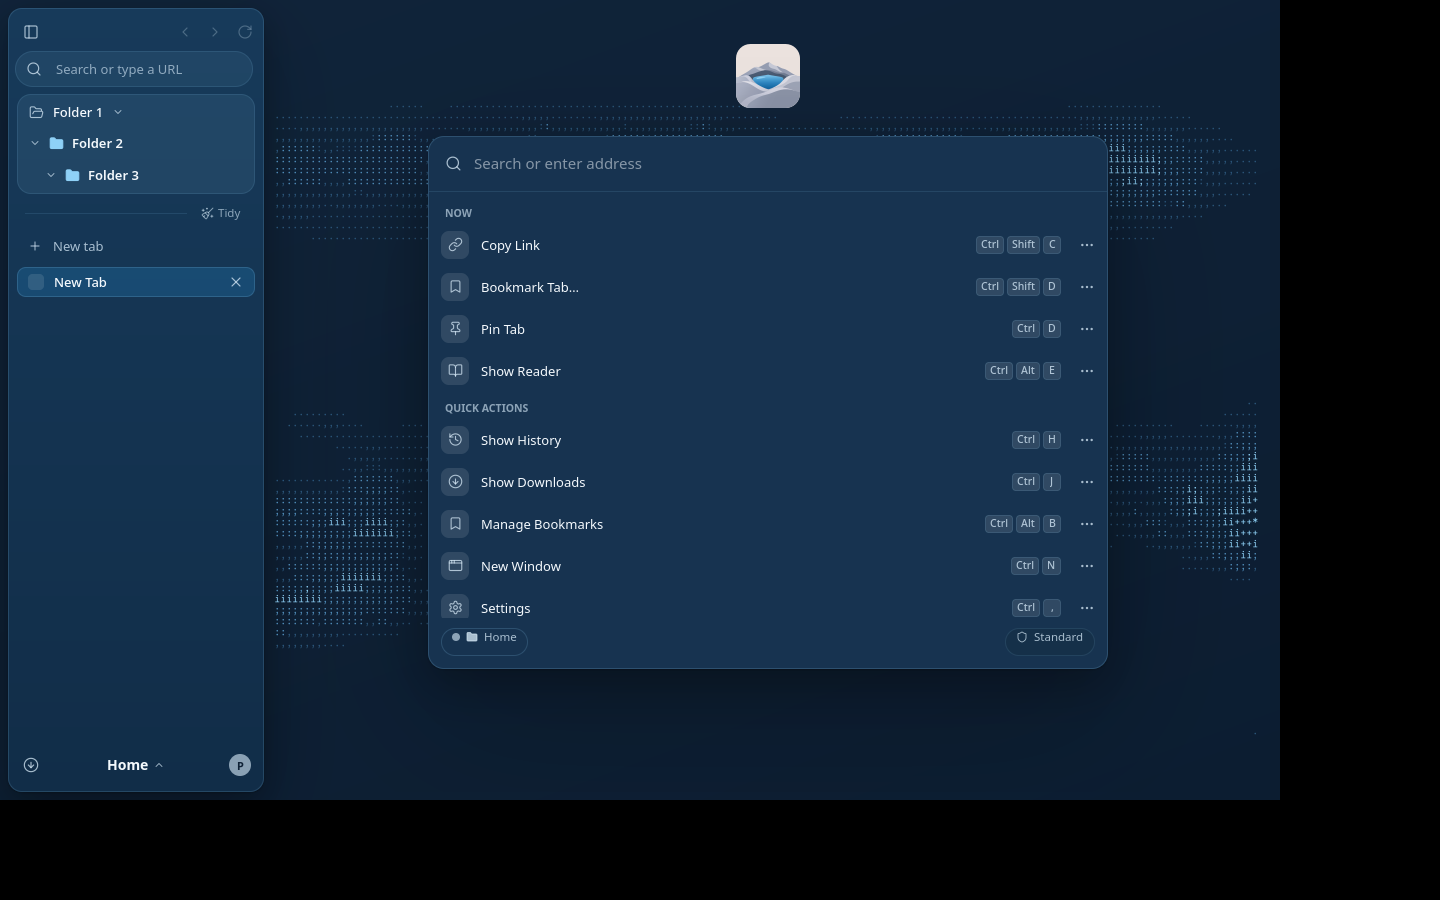 Search or type a URL
Folder 1
Folder 2
Folder 3
Tidy
New tab
New Tab
Home
P
Search or enter address
NOW
Copy Link Ctrl Shift C
Bookmark Tab... Ctrl Shift D
Pin Tab Ctrl D
Show Reader Ctrl Alt E
QUICK ACTIONS
Show History Ctrl H
Show Downloads Ctrl J
Manage Bookmarks Ctrl Alt B
New Window Ctrl N
Settings Ctrl ,
Home
Standard